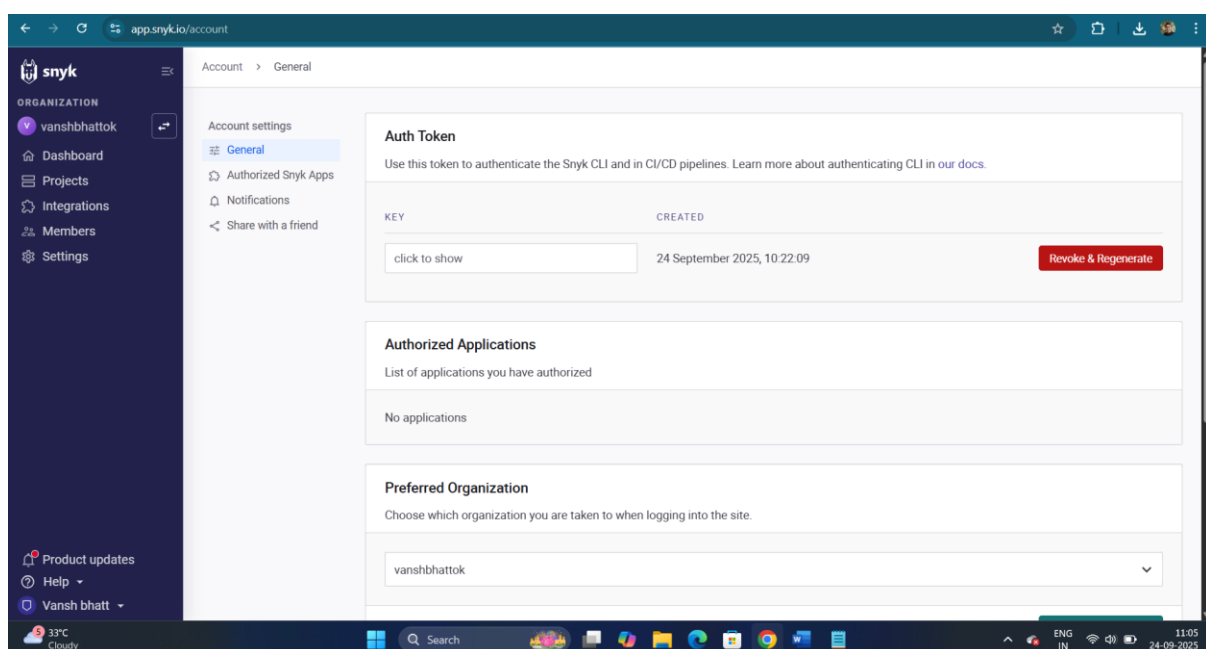 app.snyk.io/account
snyk
ORGANIZATION
V vanshbhattok
Dashboard
Projects
Integrations
Members
Settings
Product updates
Help
Vansh bhatt
Account > General
Account settings
General
Authorized Snyk Apps
Notifications
Share with a friend
Auth Token
Use this token to authenticate the Snyk CLI and in CI/CD pipelines. Learn more about authenticating CLI in our docs.
KEY CREATED
click to show 24 September 2025, 10:22:09 Revoke & Regenerate
Authorized Applications
List of applications you have authorized
No applications
Preferred Organization
Choose which organization you are taken to when logging into the site.
vanshbhattok
5 33°C
Cloudy
Search
ENG
IN
11:05
24-09-2025